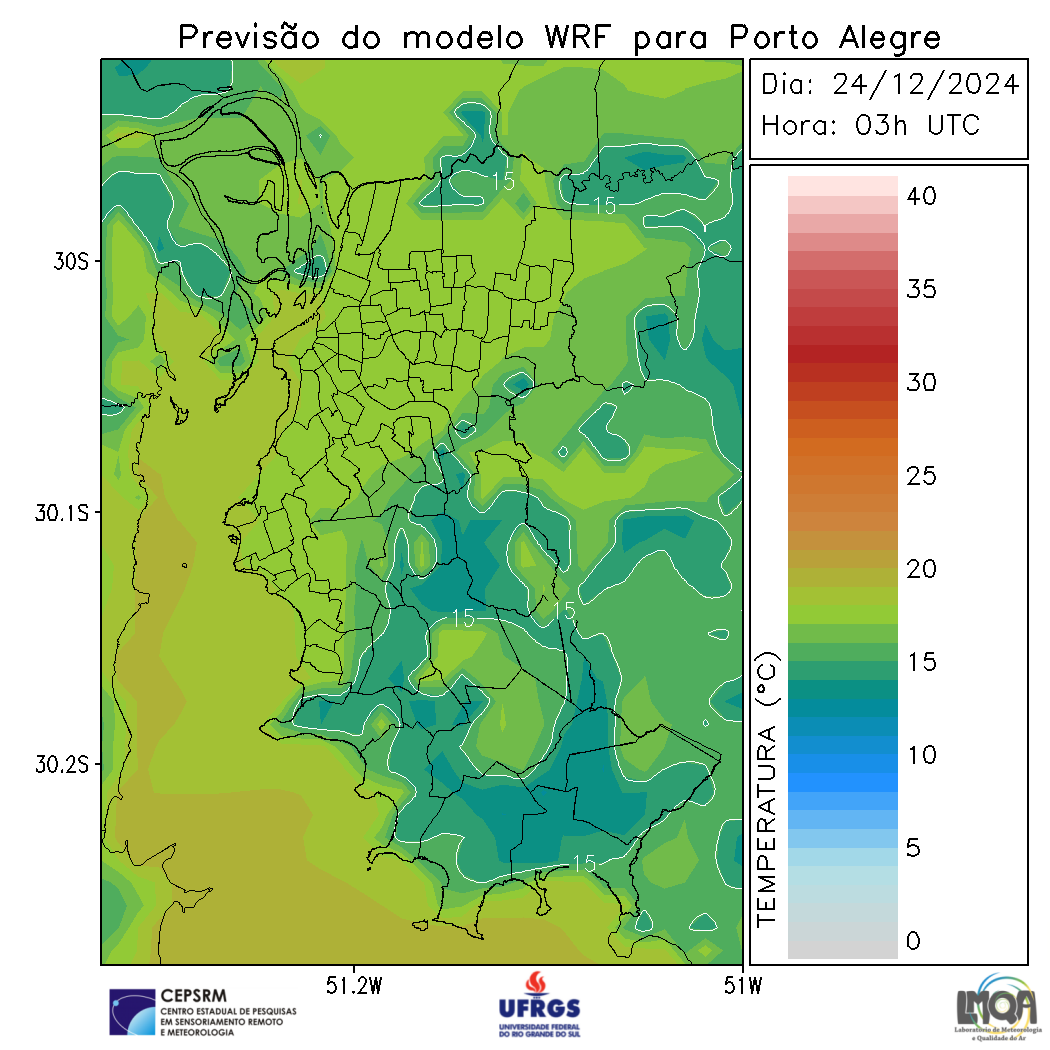 Previsão do modelo WRF para Porto Alegre
Dia: 24/12/2024
Hora: 03h UTC
40
35
30
25
20
15
10
5
0
TEMPERATURA (°C)
30S
30.1S
30.2S
51.2W
51W
15
15
15
15
15
CEPSRM
CENTRO ESTADUAL DE PESQUISAS
EM SENSORIAMENTO REMOTO
E METEOROLOGIA
UFRGS
UNIVERSIDADE FEDERAL
DO RIO GRANDE DO SUL
LMQA
Laboratório de Meteorologia
e Qualidade do Ar